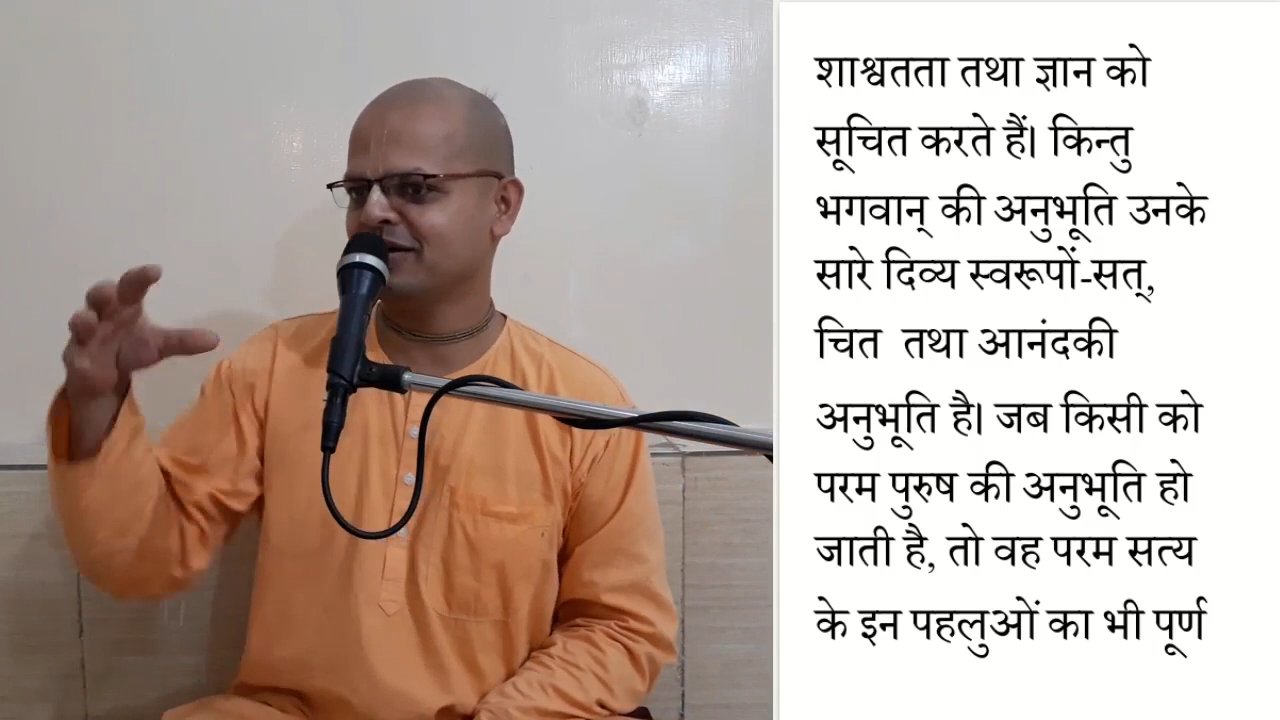 शाश्वतता तथा ज्ञान को
सूचित करते हैं। किन्तु
भगवान् की अनुभूति उनके
सारे दिव्य स्वरूपों-सत्,
चित  तथा आनंदकी
अनुभूति है। जब किसी को
परम पुरुष की अनुभूति हो
जाती है, तो वह परम सत्य
के इन पहलुओं का भी पूर्ण